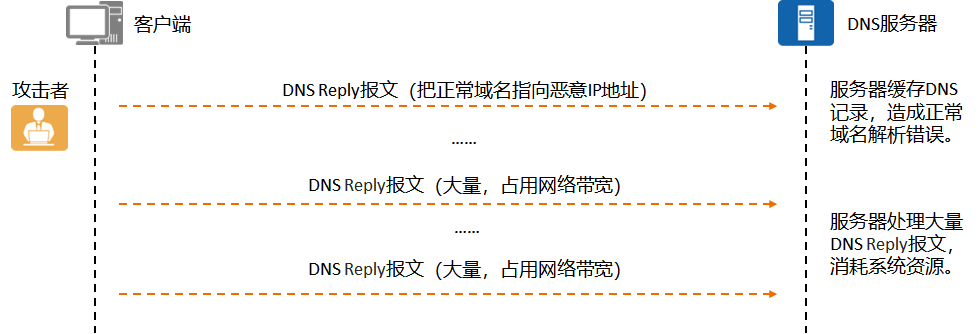 客户端
DNS服务器
攻击者
DNS Reply报文（把正常域名指向恶意IP地址）
服务器缓存DNS
记录，造成正常
域名解析错误。
……
DNS Reply报文（大量，占用网络带宽）
……
服务器处理大量
DNS Reply报文，
消耗系统资源。
DNS Reply报文（大量，占用网络带宽）